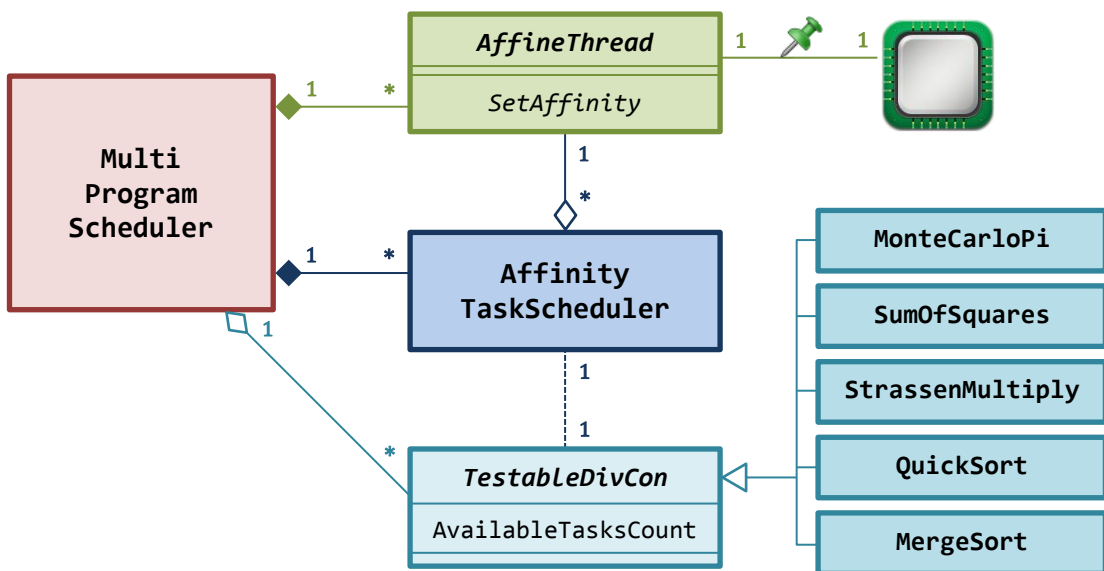 AffineThread
SetAffinity
1
1
1
*
Multi
Program
Scheduler
1
*
1
*
Affinity
TaskScheduler
1
*
1
1
TestableDivCon
AvailableTasksCount
MonteCarloPi
SumOfSquares
StrassenMultiply
QuickSort
MergeSort